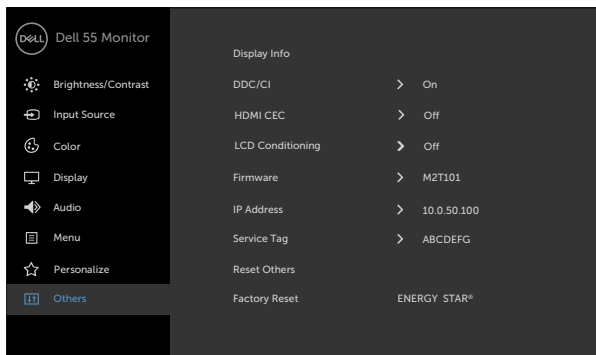 DELL
Dell 55 Monitor
Brightness/Contrast
Input Source
Color
Display
Audio
Menu
Personalize
Others
Display Info
DDC/CI > On
HDMI CEC > Off
LCD Conditioning > Off
Firmware > M2T101
IP Address > 10.0.50.100
Service Tag > ABCDEFG
Reset Others
Factory Reset ENERGY STAR®